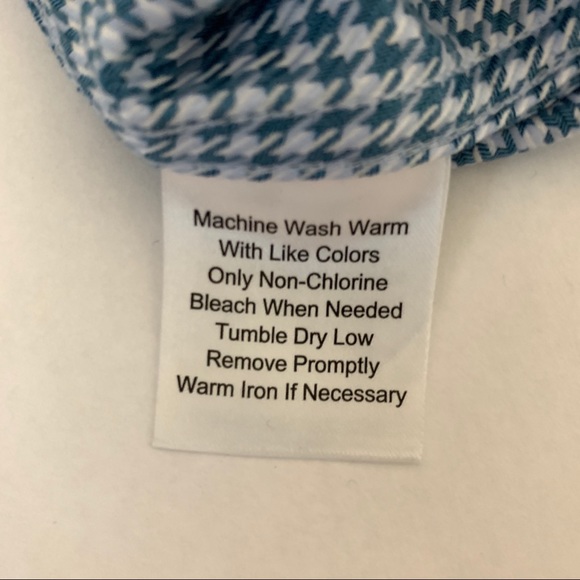 Machine Wash Warm
With Like Colors
Only Non-Chlorine
Bleach When Needed
Tumble Dry Low
Remove Promptly
Warm Iron If Necessary